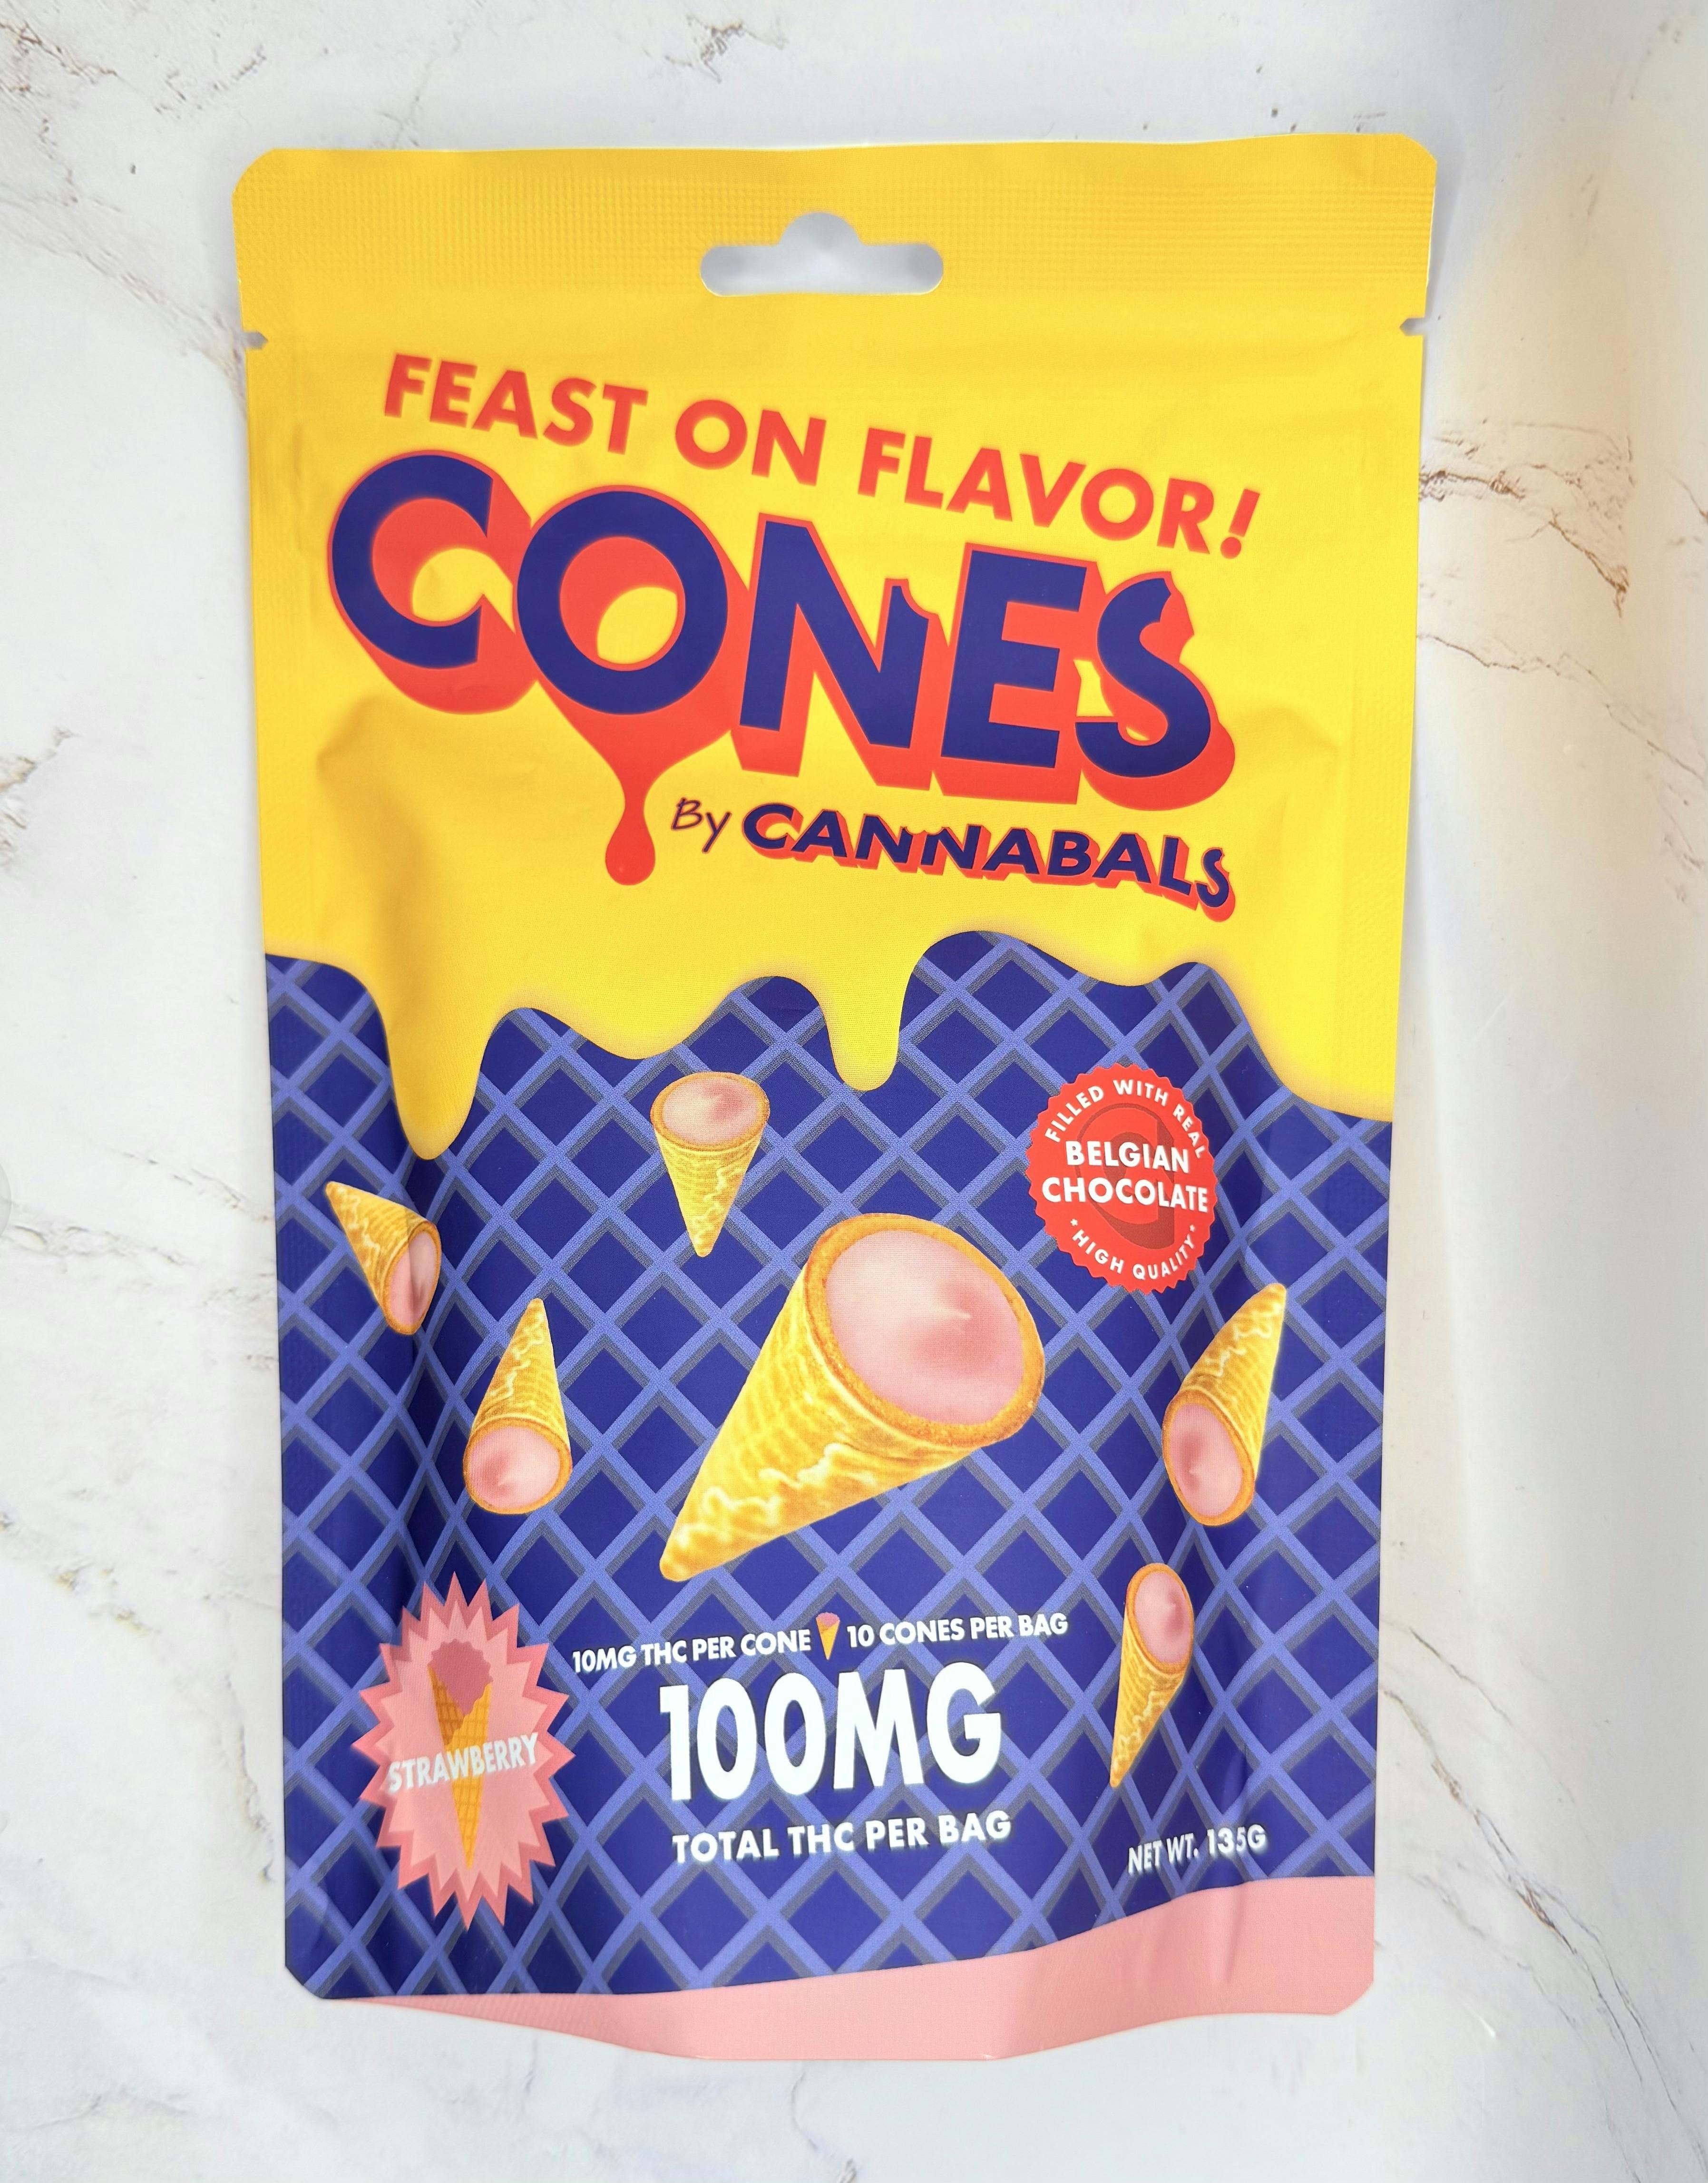 FEAST ON FLAVOR!
CONES
By CANNABALS
FILLED WITH REAL
BELGIAN
CHOCOLATE
* HIGH QUALITY *
10MG THC PER CONE 10 CONES PER BAG
100MG
TOTAL THC PER BAG
STRAWBERRY
NET WT. 135G